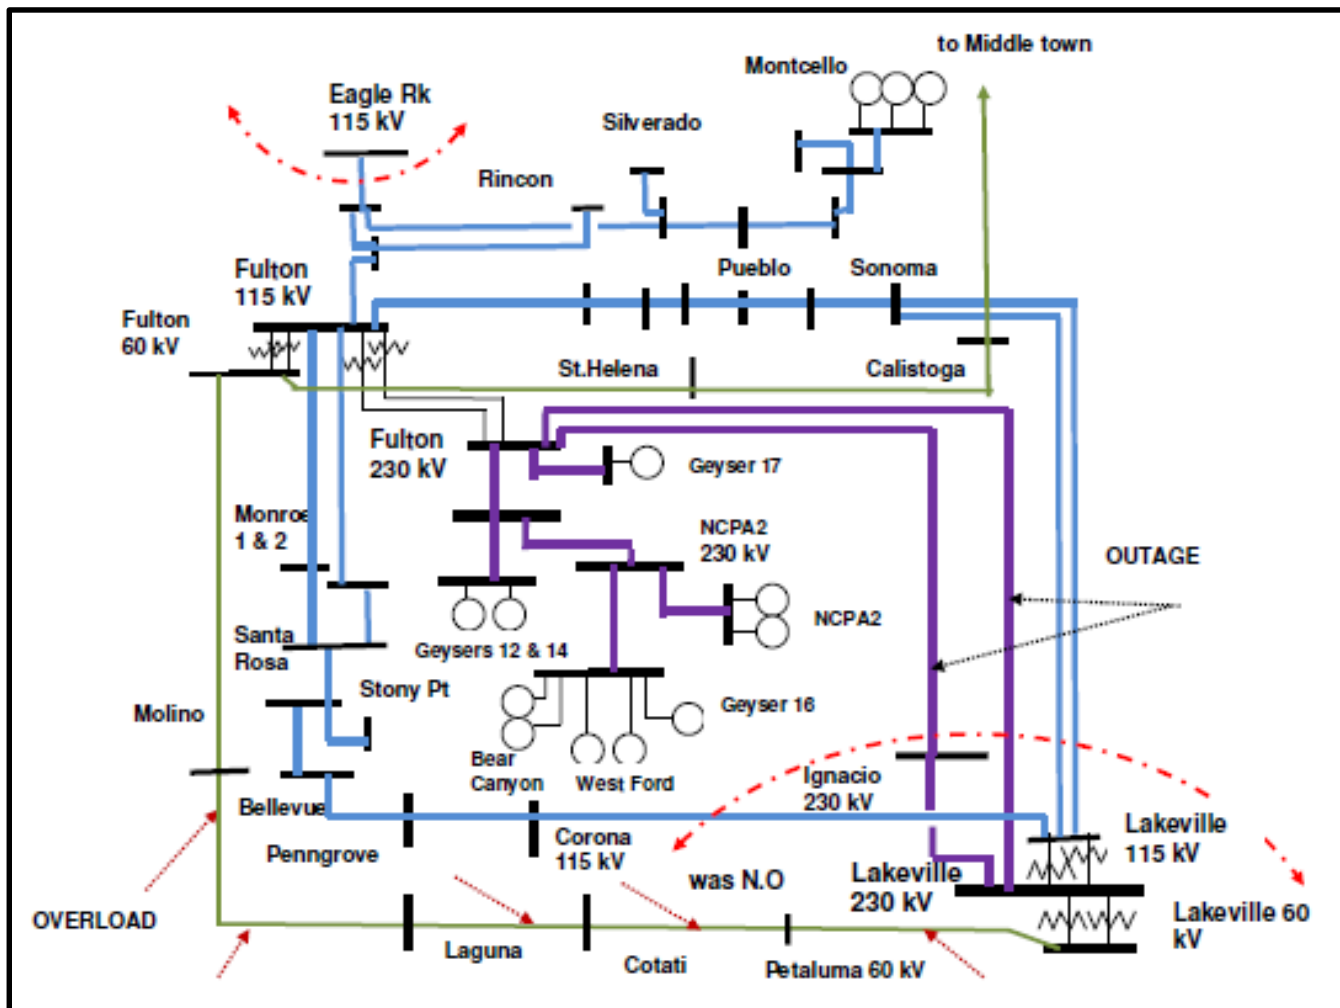 to Middle town
Montcello
Eagle Rk
115 kV
Silverado
Rincon
Fulton
115 kV
Pueblo
Sonoma
Fulton
60 kV
St.Helena
Calistoga
Fulton
230 kV
Geyser 17
Monroe
1 & 2
NCPA2
230 kV
OUTAGE
NCPA2
Santa
Rosa
Geysers 12 & 14
Stony Pt
Molino
Geyser 16
Bear
Canyon
West Ford
Ignacio
230 kV
Bellevue
Penngrove
Corona
115 kV
Lakeville
115 kV
was N.O
Lakeville
230 kV
OVERLOAD
Lakeville 60
kV
Laguna
Cotati
Petaluma 60 kV